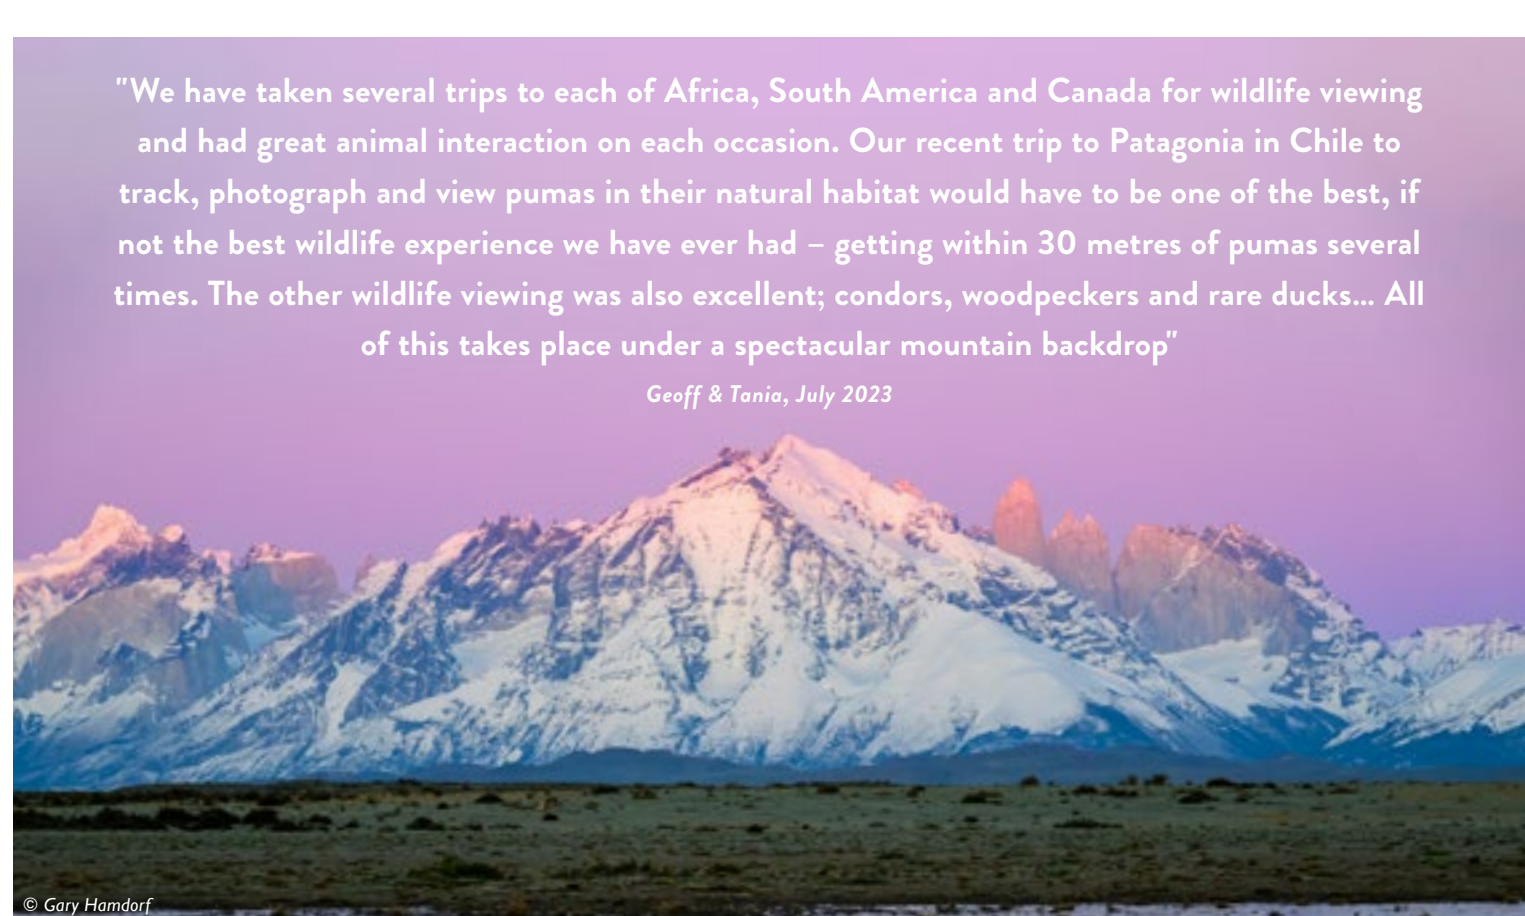 "We have taken several trips to each of Africa, South America and Canada for wildlife viewing
and had great animal interaction on each occasion. Our recent trip to Patagonia in Chile to
track, photograph and view pumas in their natural habitat would have to be one of the best, if
not the best wildlife experience we have ever had – getting within 30 metres of pumas several
times. The other wildlife viewing was also excellent; condors, woodpeckers and rare ducks... All
of this takes place under a spectacular mountain backdrop"
Geoff & Tania, July 2023
© Gary Hamdorf